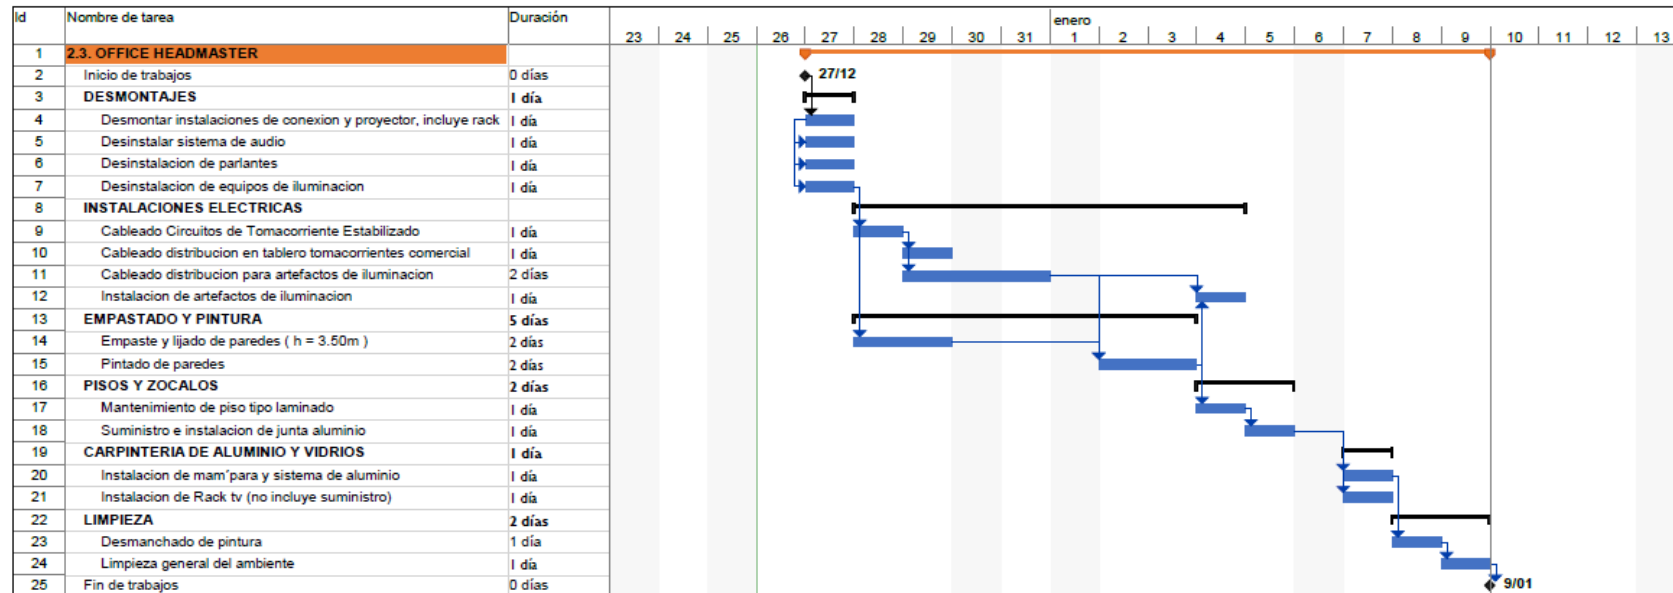 Id Nombre de tarea Duración enero
23 24 25 26 27 28 29 30 31 1 2 3 4 5 6 7 8 9 10 11 12 13
1 2.3. OFFICE HEADMASTER
2 Inicio de trabajos 0 días 27/12
3 DESMONTAJES 1 día
4 Desmontar instalaciones de conexion y proyector, incluye rack 1 día
5 Desinstalar sistema de audio 1 día
6 Desinstalacion de parlantes 1 día
7 Desinstalacion de equipos de iluminacion 1 día
8 INSTALACIONES ELECTRICAS
9 Cableado Circuitos de Tomacorriente Estabilizado 1 día
10 Cableado distribucion en tablero tomacorrientes comercial 1 día
11 Cableado distribucion para artefactos de iluminacion 2 días
12 Instalacion de artefactos de iluminacion 1 día
13 EMPASTADO Y PINTURA 5 días
14 Empaste y lijado de paredes ( h = 3.50m ) 2 días
15 Pintado de paredes 2 días
16 PISOS Y ZOCALOS 2 días
17 Mantenimiento de piso tipo laminado 1 día
18 Suministro e instalacion de junta aluminio 1 día
19 CARPINTERIA DE ALUMINIO Y VIDRIOS 1 día
20 Instalacion de mam´para y sistema de aluminio 1 día
21 Instalacion de Rack tv (no incluye suministro) 1 día
22 LIMPIEZA 2 días
23 Desmanchado de pintura 1 día
24 Limpieza general del ambiente 1 día
25 Fin de trabajos 0 días 9/01